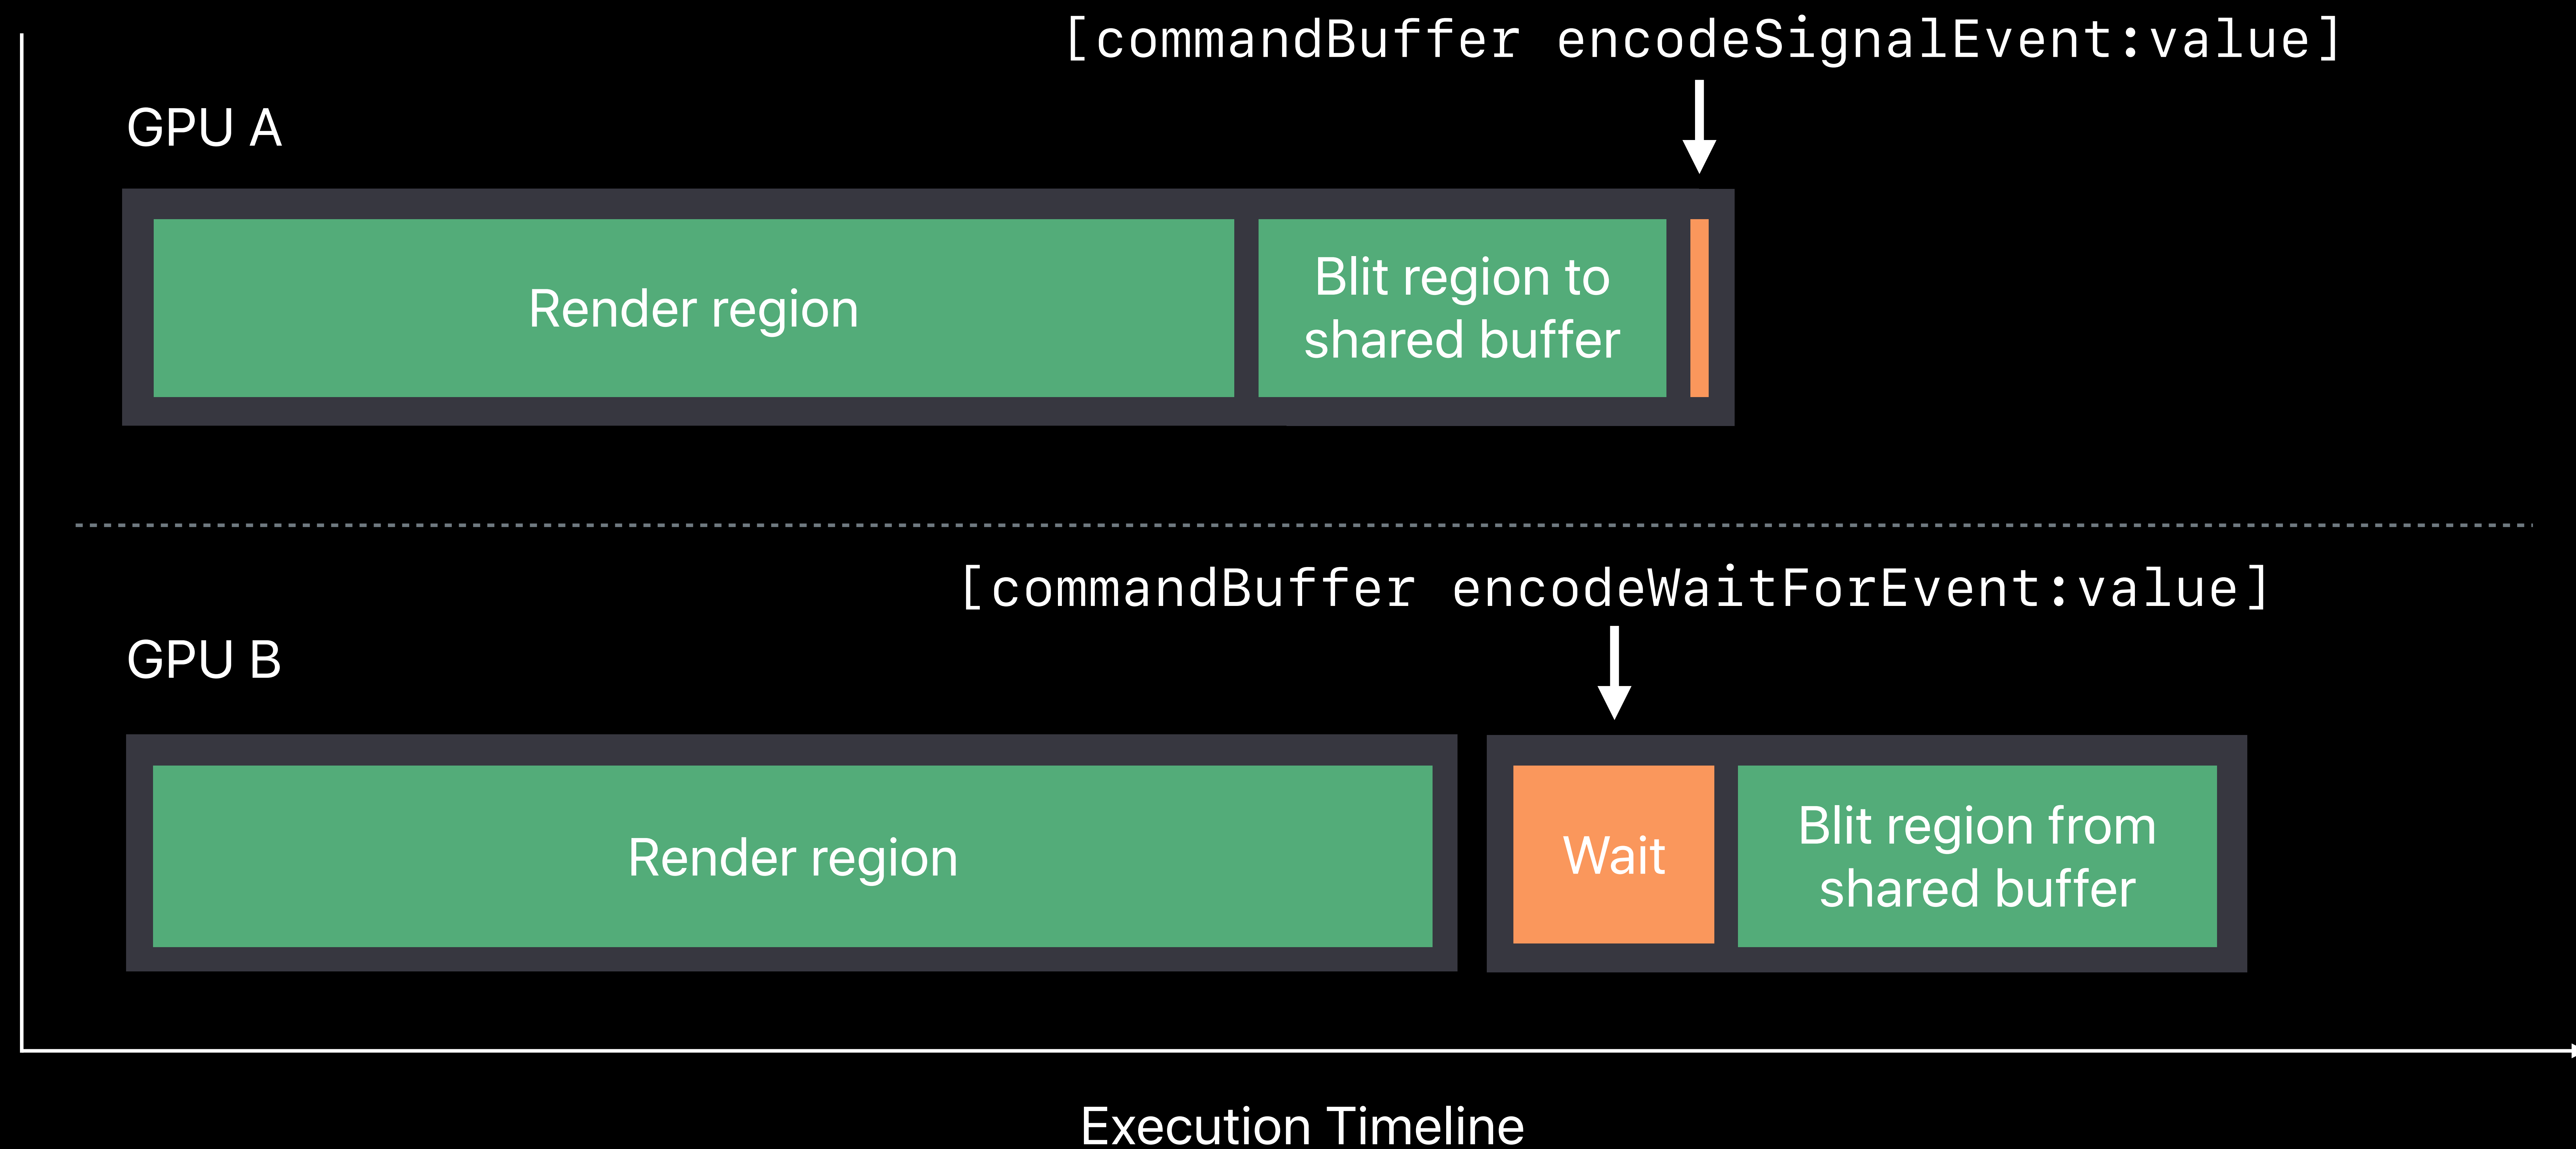 [commandBuffer encodeSignalEvent:value]
GPU A
Render region
Blit region to
shared buffer
[commandBuffer encodeWaitForEvent:value]
GPU B
Render region
Wait
Blit region from
shared buffer
Execution Timeline